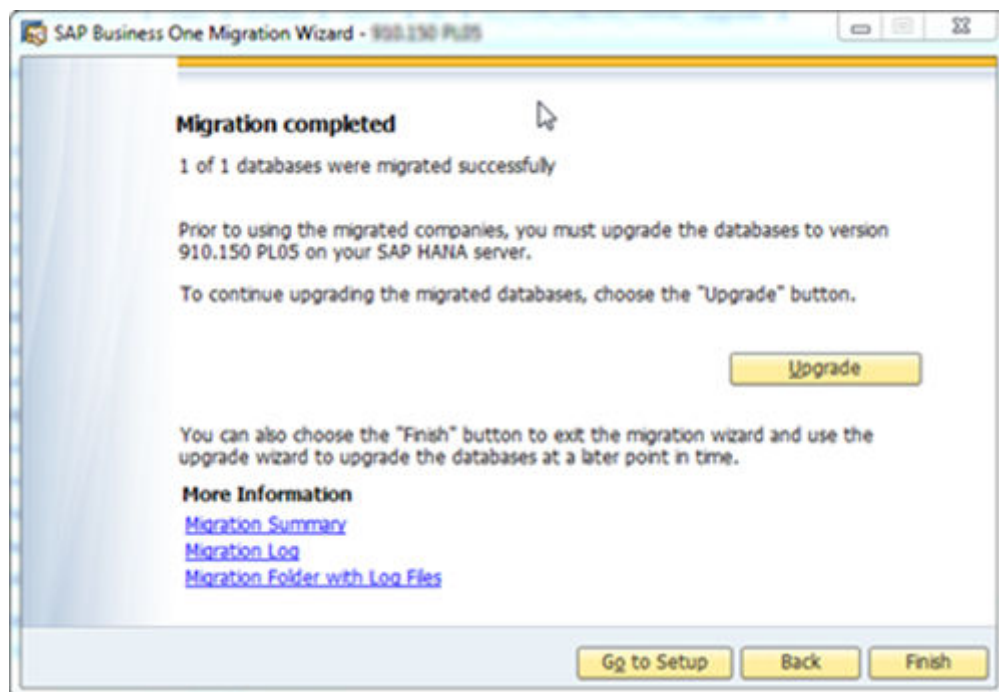 SAP Business One Migration Wizard -
Migration completed
1 of 1 databases were migrated successfully
Prior to using the migrated companies, you must upgrade the databases to version
910.150 PL05 on your SAP HANA server.
To continue upgrading the migrated databases, choose the "Upgrade" button.
Upgrade
You can also choose the "Finish" button to exit the migration wizard and use the
upgrade wizard to upgrade the databases at a later point in time.
More Information
Migration Summary
Migration Log
Migration Folder with Log Files
Go to Setup Back Finish